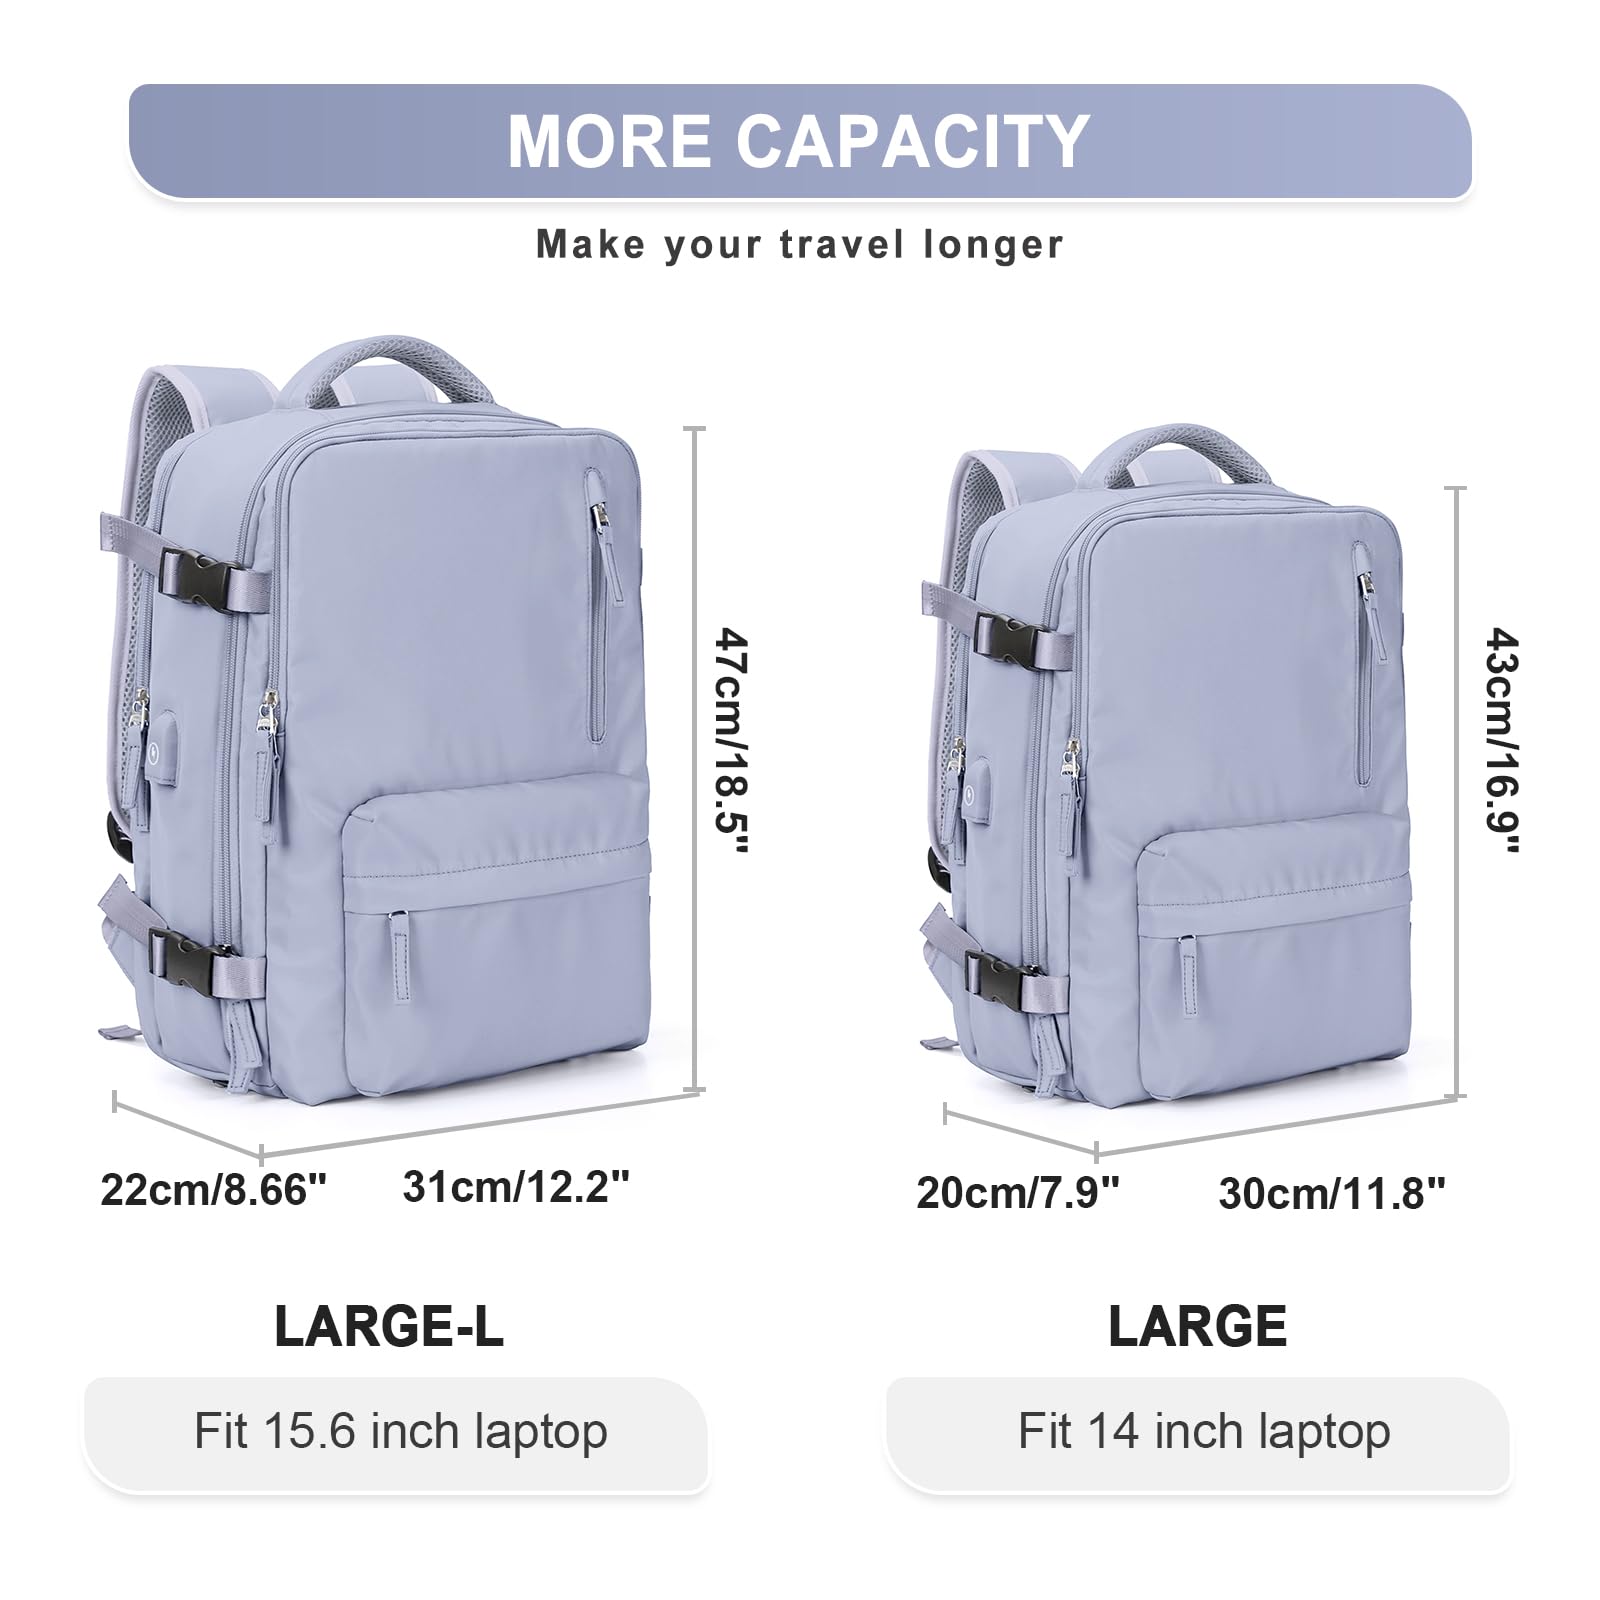 MORE CAPACITY
Make your travel longer
47cm/18.5"
22cm/8.66"
31cm/12.2"
43cm/16.9"
20cm/7.9"
30cm/11.8"
LARGE-L
Fit 15.6 inch laptop
LARGE
Fit 14 inch laptop